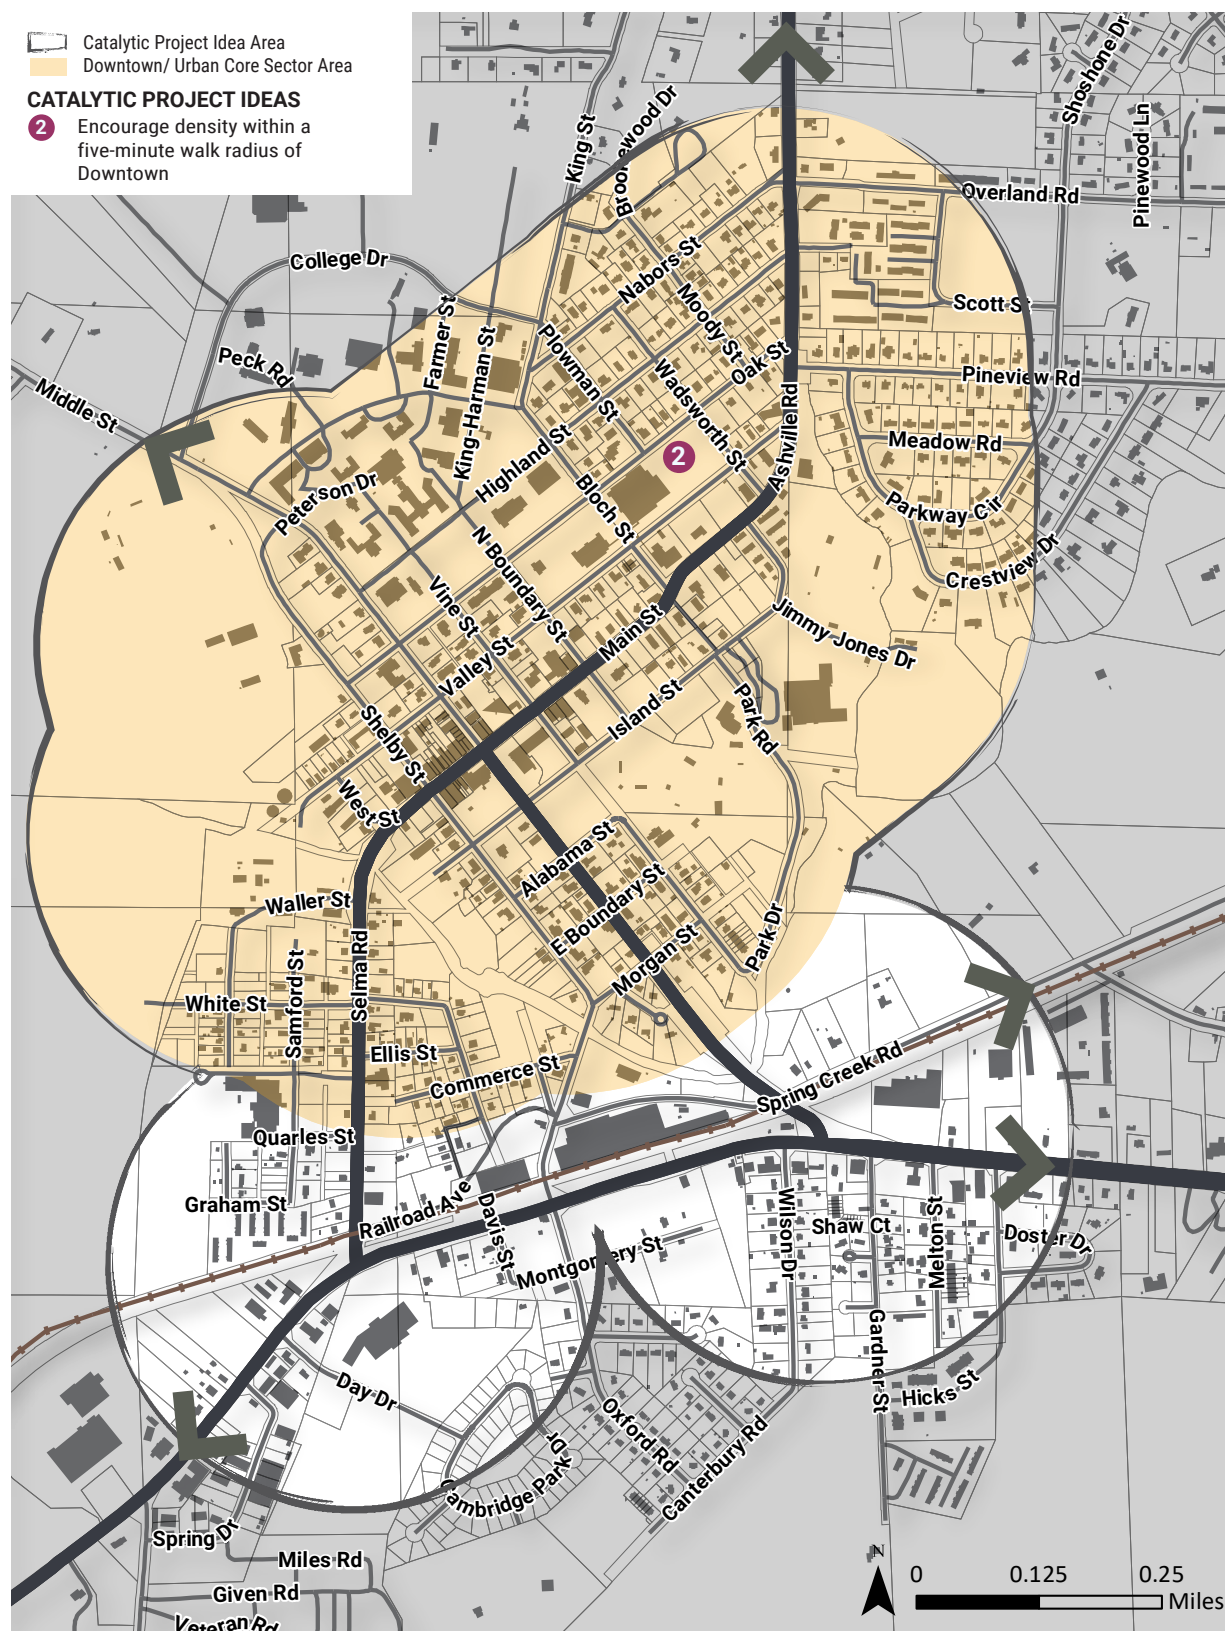 Catalytic Project Idea Area
Downtown/ Urban Core Sector Area
CATALYTIC PROJECT IDEAS
2 Encourage density within a
five-minute walk radius of
Downtown
Shoshone Dr
King St
Brookewood Dr
Pinewood Ln
Overland Rd
College Dr
Nabors St
Moody St
Scott St
Farmer St
King-Harman St
Plowman St
Oak St
Peck Rd
Wadsworth St
Pineview Rd
Middle St
Ashville Rd
Meadow Rd
2
Highland St
Peterson Dr
Bloch St
Parkway Cir
N Boundary St
Crestview Dr
Vine St
Main St
Jimmy Jones Dr
Valley St
Island St
Park Rd
Shelby St
West St
Alabama St
E Boundary St
Waller St
Park Dr
Selma Rd
Morgan St
Samford St
White St
Ellis St
Commerce St
Spring Creek Rd
Quarles St
Graham St
Railroad Ave
Davis St
Wilson Dr
Shaw Ct
Melton St
Doster Dr
Montgomery St
Gardner St
Day Dr
Hicks St
Oxford Rd
Canterbury Rd
Cambridge Park Dr
Spring Dr
Miles Rd
Given Rd
Veteran Rd
N
0 0.125 0.25
Miles